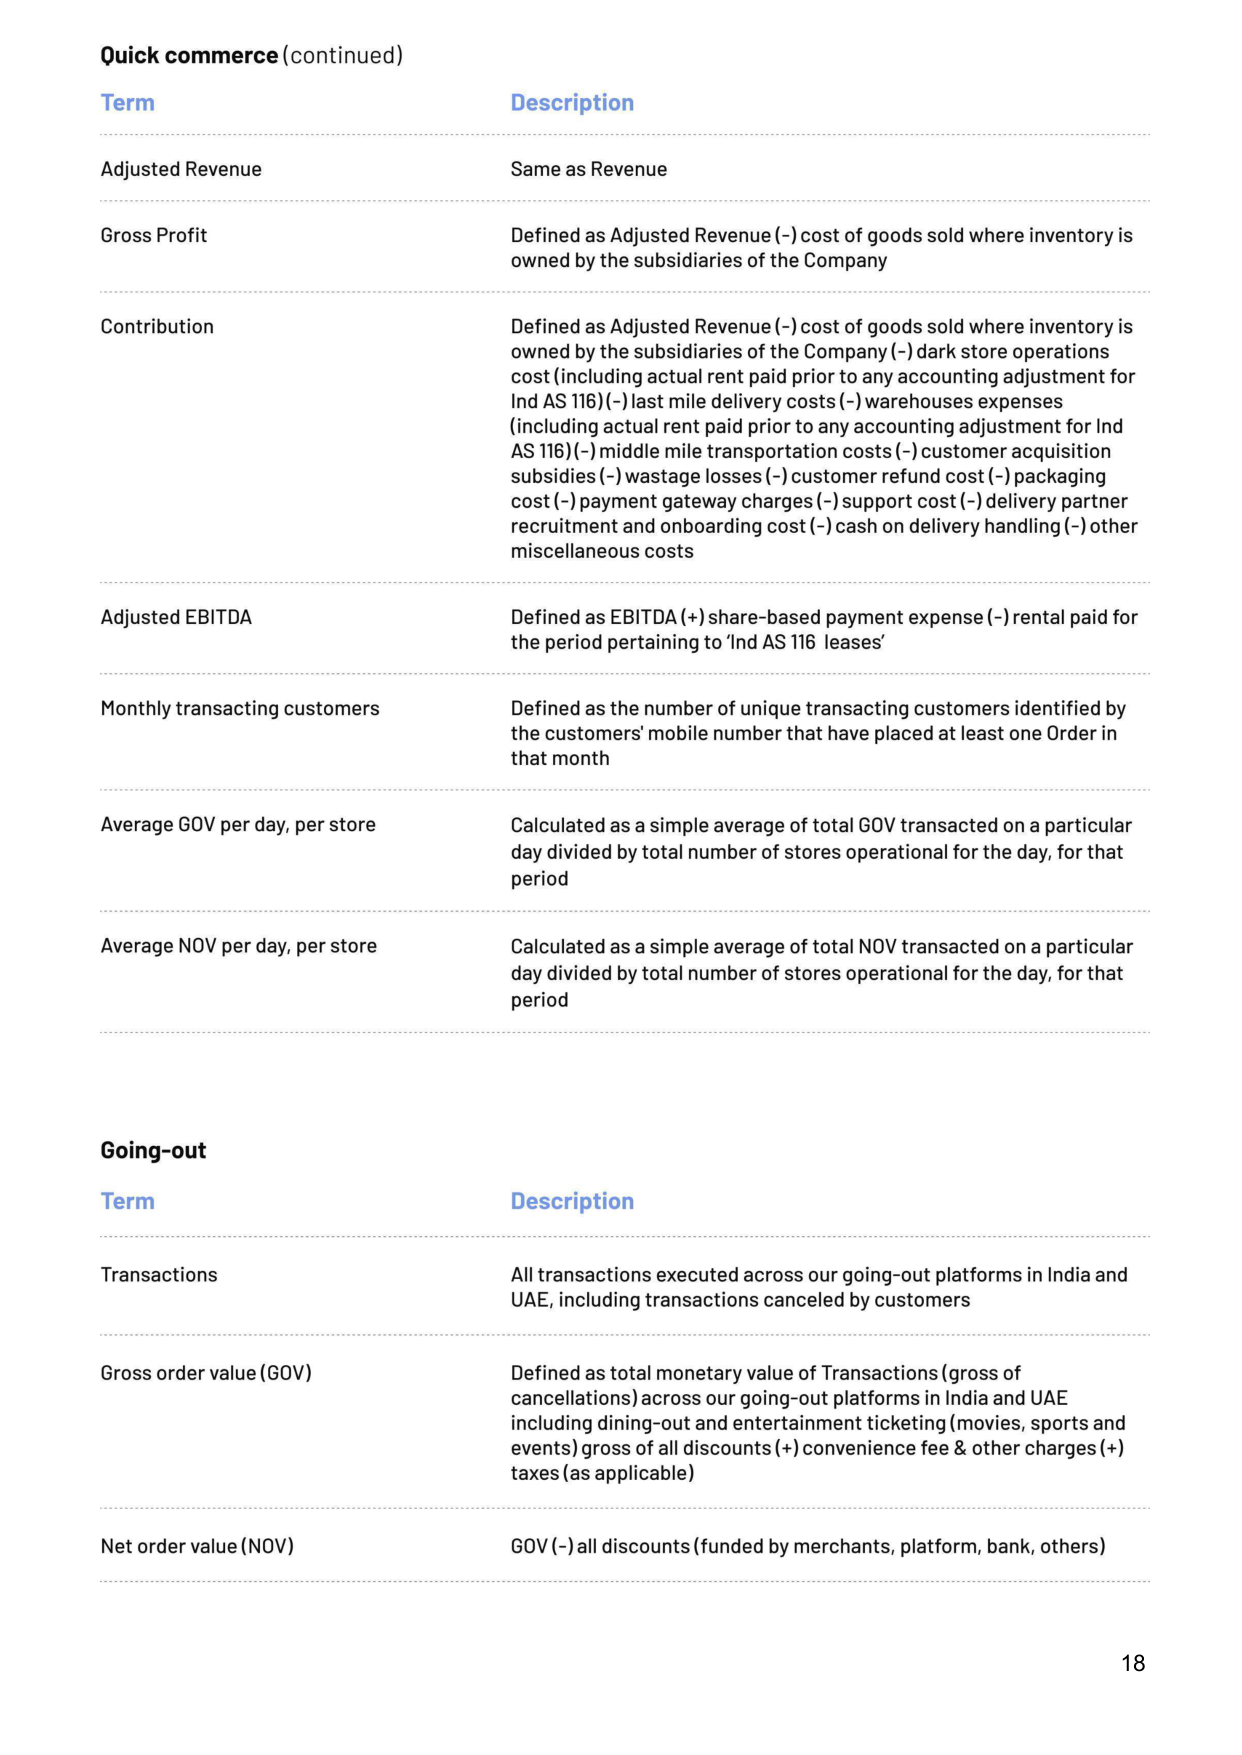 Quick commerce (continued)
Term Description
Adjusted Revenue Same as Revenue
Gross Profit Defined as Adjusted Revenue (-) cost of goods sold where inventory is
owned by the subsidiaries of the Company
Contribution Defined as Adjusted Revenue (-) cost of goods sold where inventory is
owned by the subsidiaries of the Company (-) dark store operations
cost (including actual rent paid prior to any accounting adjustment for
Ind AS 116) (-) last mile delivery costs (-) warehouses expenses
(including actual rent paid prior to any accounting adjustment for Ind
AS 116) (-) middle mile transportation costs (-) customer acquisition
subsidies (-) wastage losses (-) customer refund cost (-) packaging
cost (-) payment gateway charges (-) support cost (-) delivery partner
recruitment and onboarding cost (-) cash on delivery handling (-) other
miscellaneous costs
Adjusted EBITDA Defined as EBITDA (+) share-based payment expense (-) rental paid for
the period pertaining to ‘Ind AS 116 leases’
Monthly transacting customers Defined as the number of unique transacting customers identified by
the customers' mobile number that have placed at least one Order in
that month
Average GOV per day, per store Calculated as a simple average of total GOV transacted on a particular
day divided by total number of stores operational for the day, for that
period
Average NOV per day, per store Calculated as a simple average of total NOV transacted on a particular
day divided by total number of stores operational for the day, for that
period
Going-out
Term Description
Transactions All transactions executed across our going-out platforms in India and
UAE, including transactions canceled by customers
Gross order value (GOV) Defined as total monetary value of Transactions (gross of
cancellations) across our going-out platforms in India and UAE
including dining-out and entertainment ticketing (movies, sports and
events) gross of all discounts (+) convenience fee & other charges (+)
taxes (as applicable)
Net order value (NOV) GOV (-) all discounts (funded by merchants, platform, bank, others)
18